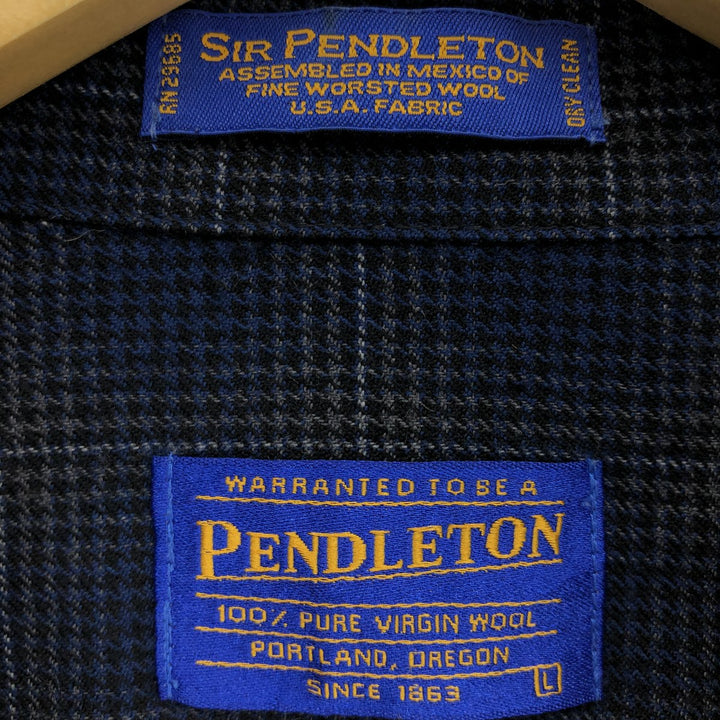 RN 29685
SIR PENDLETON
ASSEMBLED IN MEXICO OF
FINE WORSTED WOOL
U.S.A. FABRIC
DRY CLEAN
WARRANTED TO BE A
PENDLETON
100% PURE VIRGIN WOOL
PORTLAND, OREGON
SINCE 1863
L